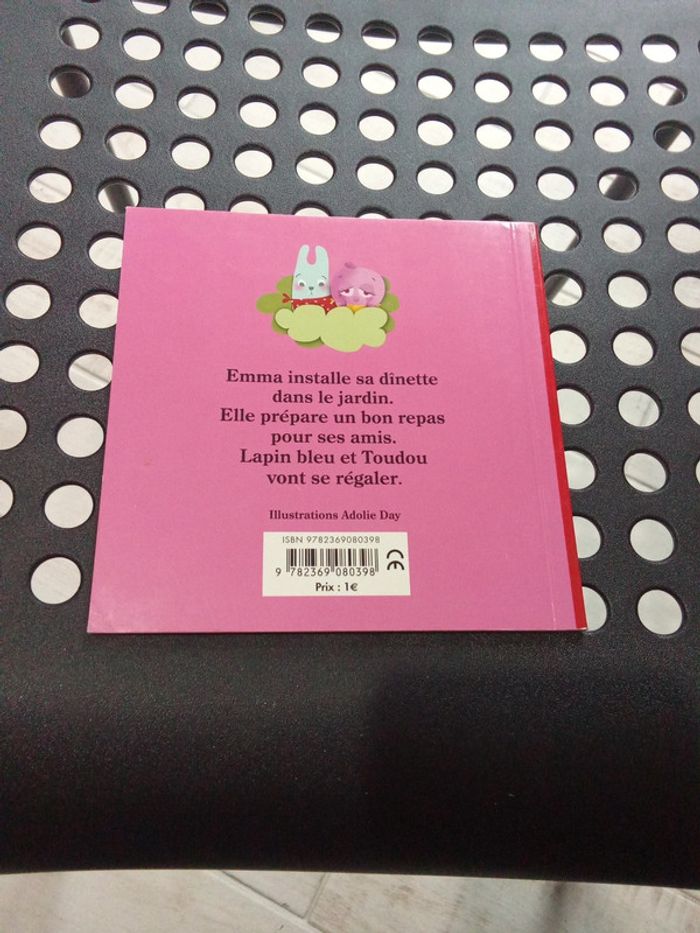 Emma installe sa dînette
dans le jardin.
Elle prépare un bon repas
pour ses amis.
Lapin bleu et Toudou
vont se régaler.
Illustrations Adolie Day
ISBN 9782369080398
9 782369 080398
CE
Prix : 1€